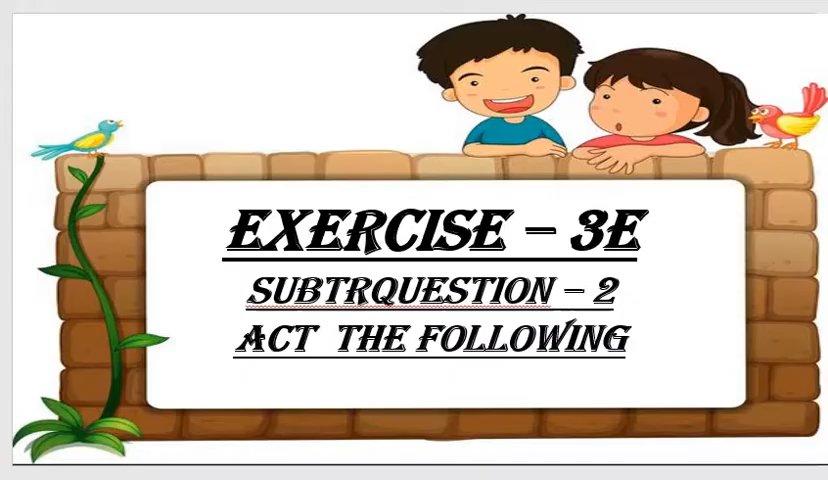 EXERCISE – 3E
SUBTRQUESTION – 2
ACT THE FOLLOWING